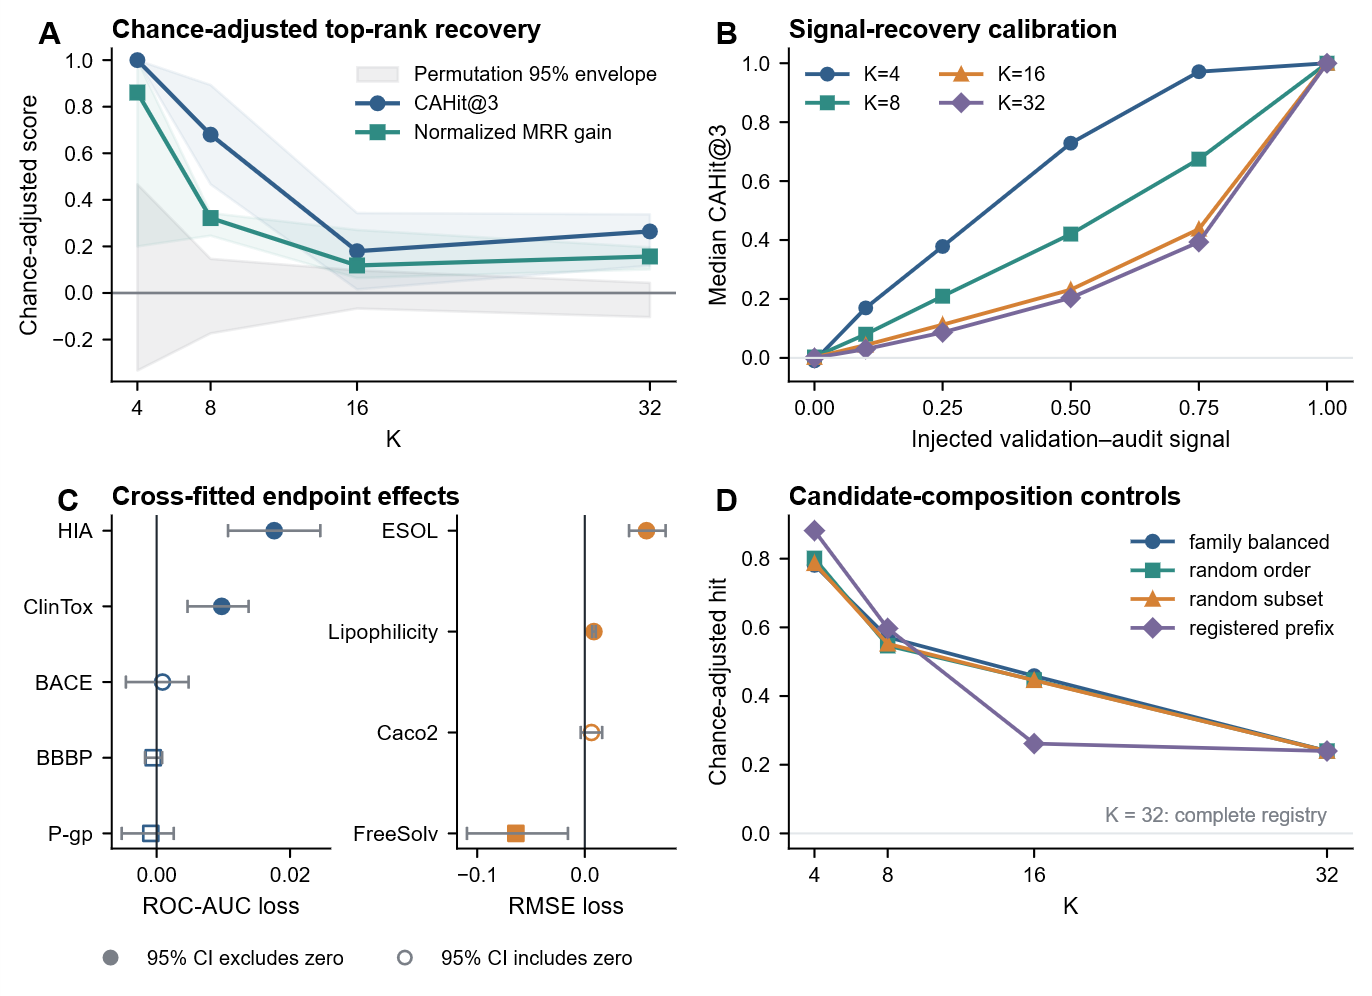 A Chance-adjusted top-rank recovery
Chance-adjusted score
1.0
0.8
0.6
0.4
0.2
0.0
−0.2
4 8 16 32
K
Permutation 95% envelope
CAHit@3
Normalized MRR gain
B Signal-recovery calibration
Median CAHit@3
1.0
0.8
0.6
0.4
0.2
0.0
0.00 0.25 0.50 0.75 1.00
Injected validation–audit signal
K=4 K=16
K=8 K=32
C Cross-fitted endpoint effects
HIA
ClinTox
BACE
BBBP
P-gp
0.00 0.02
ROC-AUC loss
ESOL
Lipophilicity
Caco2
FreeSolv
−0.1 0.0
RMSE loss
95% CI excludes zero 95% CI includes zero
D Candidate-composition controls
Chance-adjusted hit
0.8
0.6
0.4
0.2
0.0
4 8 16 32
K
family balanced
random order
random subset
registered prefix
K = 32: complete registry